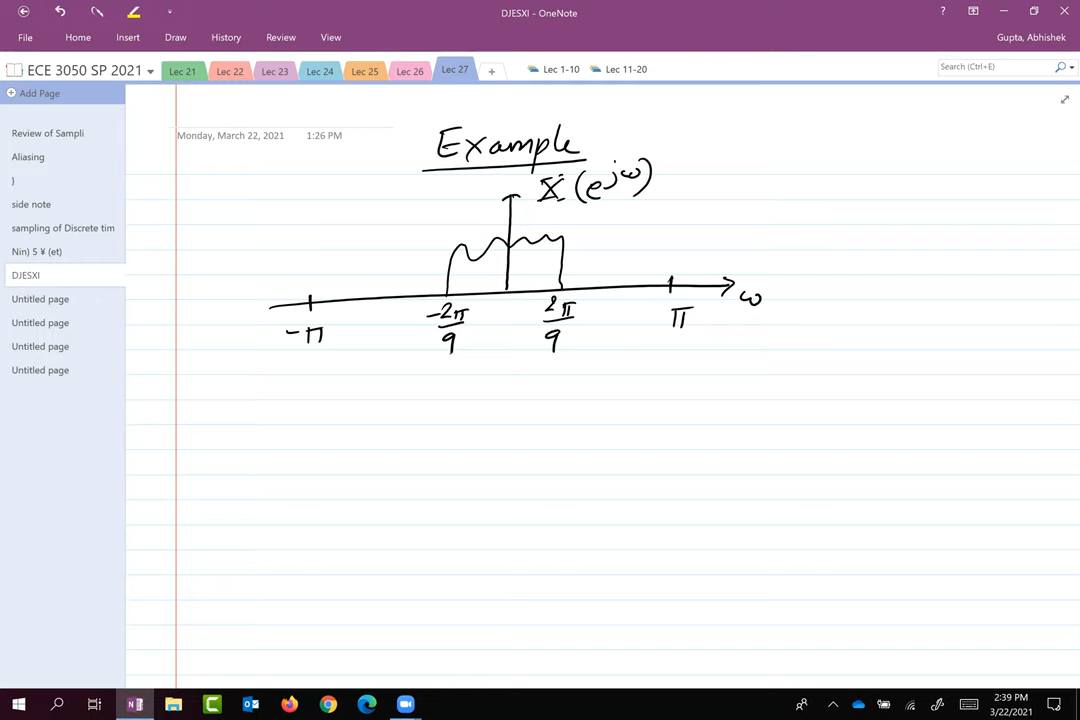 DJESXI - OneNote
?
File Home Insert Draw History Review View
Gupta, Abhishek
ECE 3050 SP 2021
Lec 21
Lec 22
Lec 23
Lec 24
Lec 25
Lec 26
Lec 27
+
Lec 1-10
Lec 11-20
Search (Ctrl+E)
Add Page
Review of Sampli
Aliasing
}
side note
sampling of Discrete tim
Nin) 5 ¥ (et)
DJESXI
Untitled page
Untitled page
Untitled page
Untitled page
Monday, March 22, 2021 1:26 PM
Example
X(e^jω)
-π
-2π/9
2π/9
π
ω
2:39 PM
3/22/2021